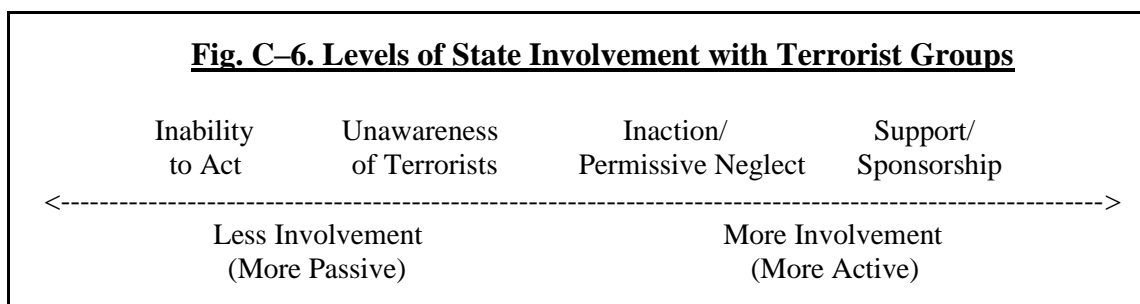 Fig. C–6. Levels of State Involvement with Terrorist Groups
Inability Unawareness Inaction/ Support/
to Act of Terrorists Permissive Neglect Sponsorship
<-------------------------------------------------------------------------------------------------------------->
Less Involvement More Involvement
(More Passive) (More Active)